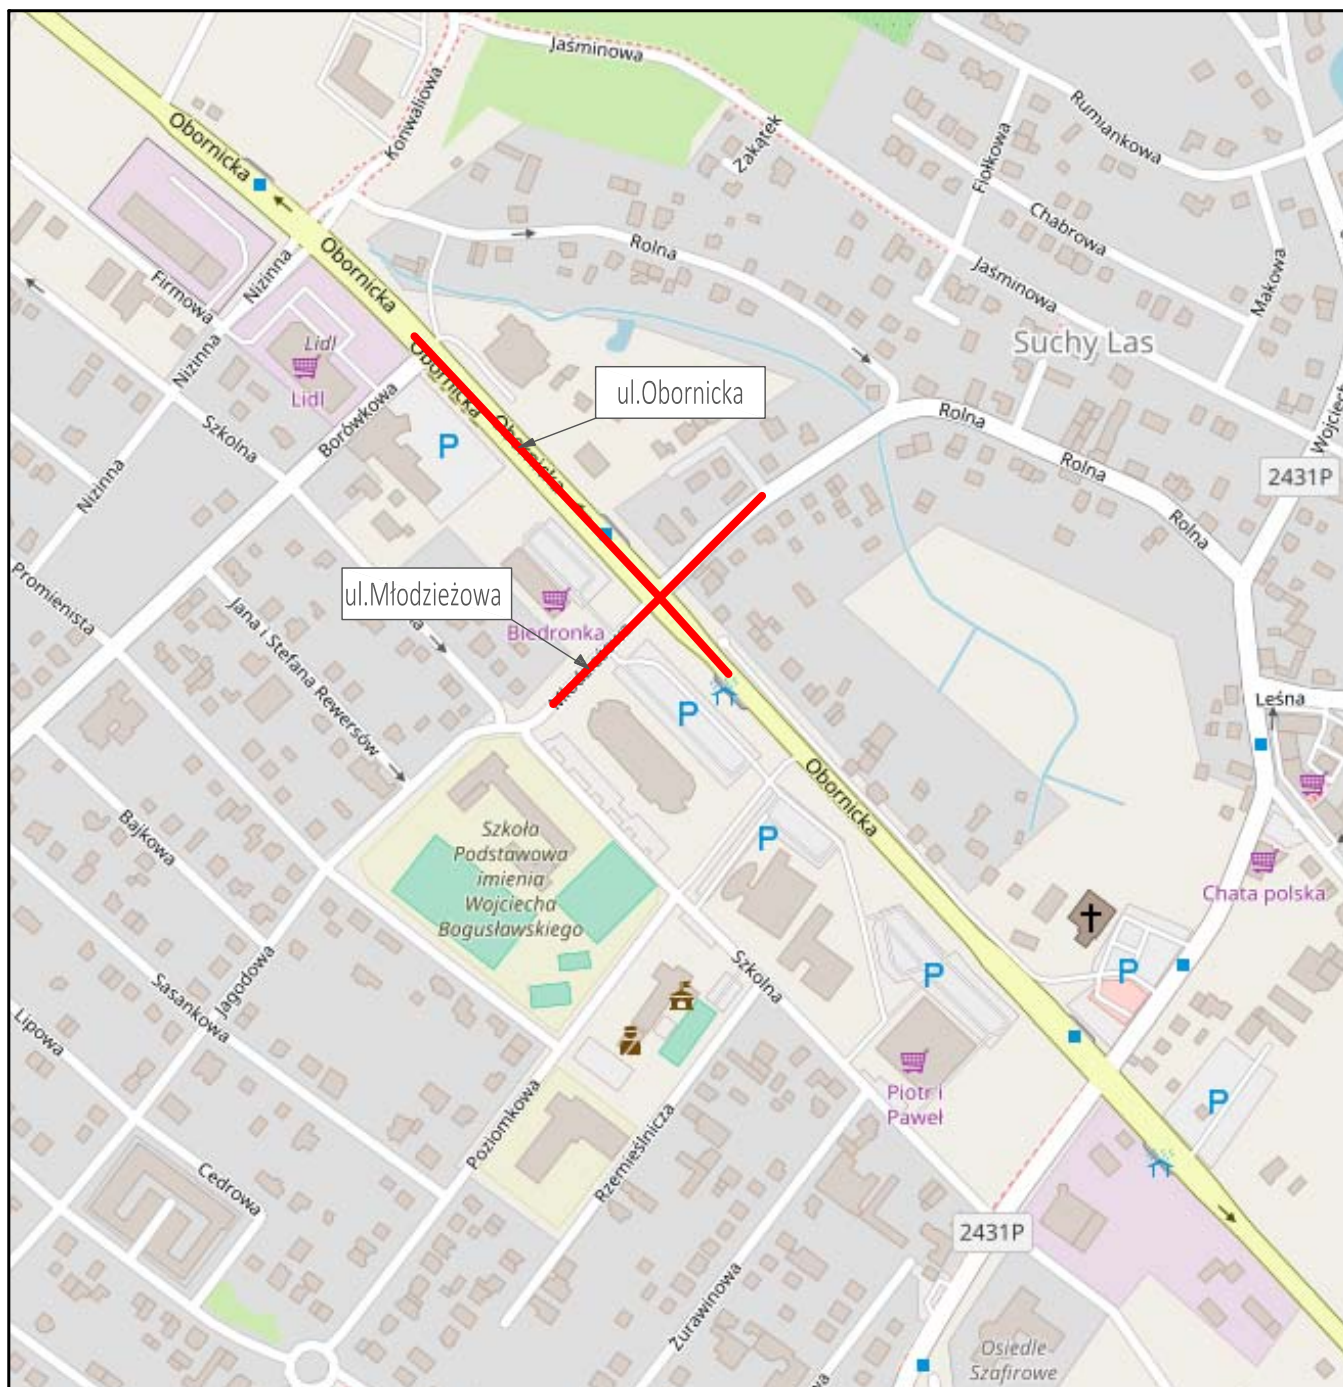 Jaśminowa
Konwaliowa
Obornicka
Zakątek
Rumiankowa
Fiołkowa
Chabrowa
Rolna
Jaśminowa
Makowa
Obornicka
Nizinna
Firmowa
Nizinna
Lidl
Lidl
Suchy Las
Obornicka
Obornicka
Obornicka
ul.Obornicka
Borówkowa
P
Szkolna
Nizinna
Rolna
Rolna
Rolna
2431P
Promienista
ul.Młodzieżowa
Jana i Stefana Rewersów
Biedronka
P
Leśna
Obornicka
Bajkowa
Szkoła
Podstawowa
imienia
Wojciecha
Bogusławskiego
P
Chata polska
Jagodowa
Sasankowa
Lipowa
Szkolna
P
P
Poziomkowa
Rzemieślnicza
Piotr i
Paweł
P
Cedrowa
2431P
Żurawinowa
Osiedle
Szafirowe